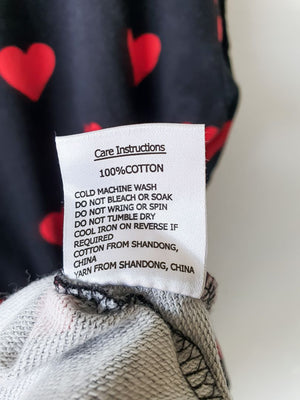 Care Instructions
100%COTTON
COLD MACHINE WASH
DO NOT BLEACH OR SOAK
DO NOT WRING OR SPIN
DO NOT TUMBLE DRY
COOL IRON ON REVERSE IF
REQUIRED
COTTON FROM SHANDONG,
CHINA
YARN FROM SHANDONG, CHINA